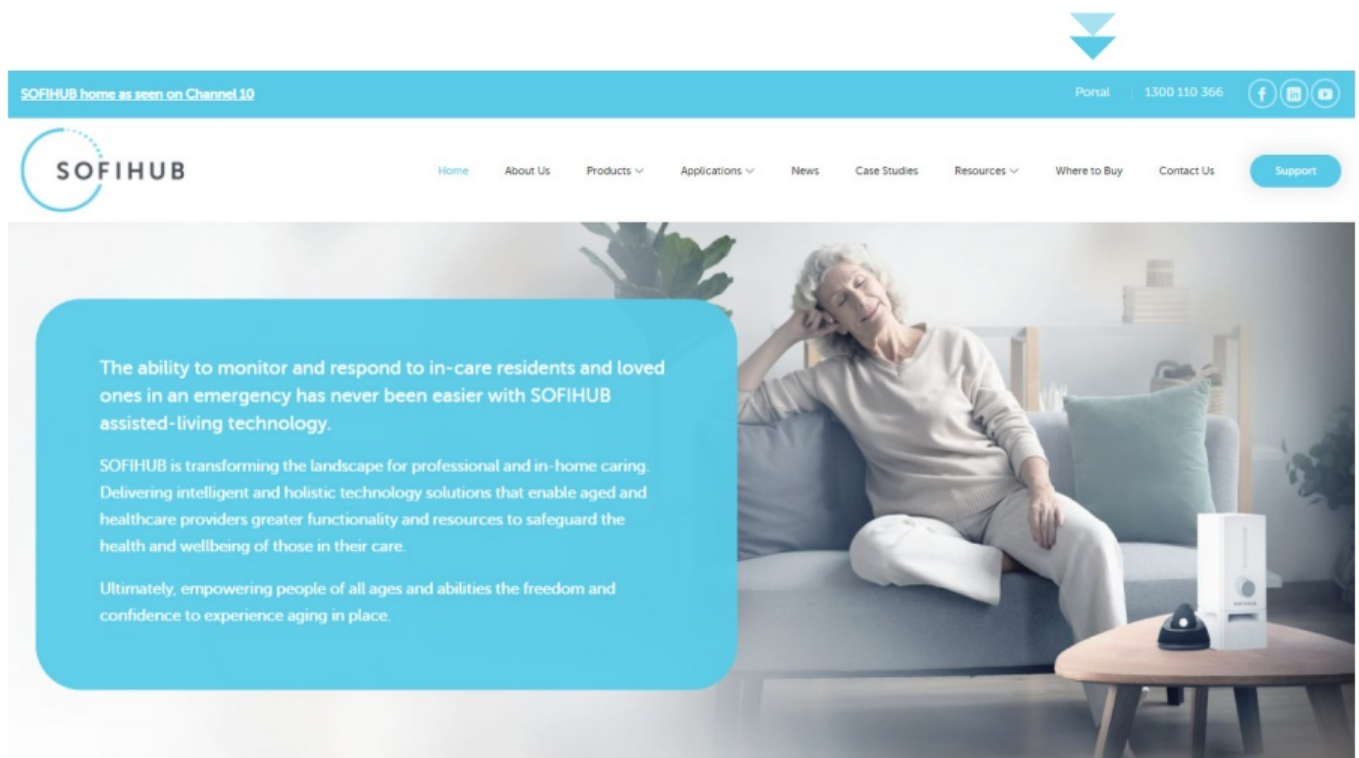 SOFIHUB home as seen on Channel 10
Portal
1300 110 366
SOFIHUB
Home
About Us
Products
Applications
News
Case Studies
Resources
Where to Buy
Contact Us
Support
The ability to monitor and respond to in-care residents and loved
ones in an emergency has never been easier with SOFIHUB
assisted-living technology.
SOFIHUB is transforming the landscape for professional and in-home caring.
Delivering intelligent and holistic technology solutions that enable aged and
healthcare providers greater functionality and resources to safeguard the
health and wellbeing of those in their care.
Ultimately, empowering people of all ages and abilities the freedom and
confidence to experience aging in place.
SOFIHUB